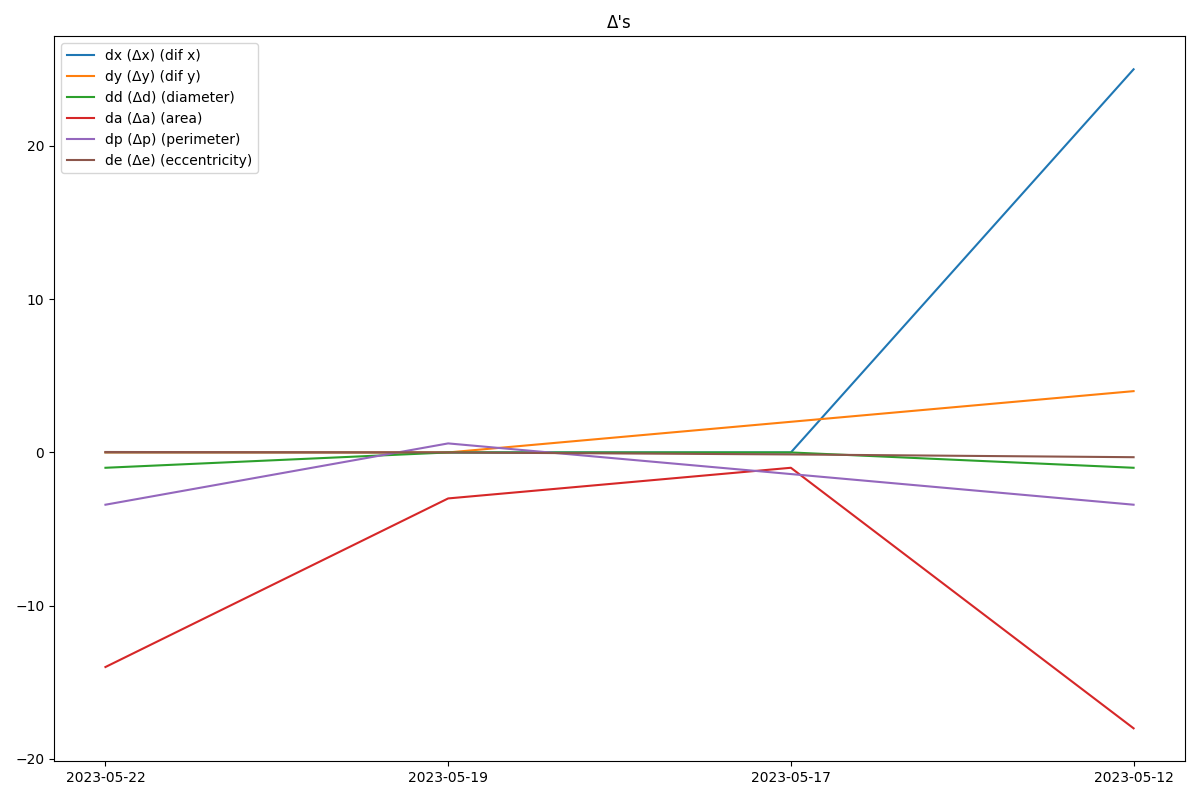 Δ's
dx (Δx) (dif x)
dy (Δy) (dif y)
dd (Δd) (diameter)
da (Δa) (area)
dp (Δp) (perimeter)
de (Δe) (eccentricity)
20
10
0
−10
−20
2023-05-22
2023-05-19
2023-05-17
2023-05-12